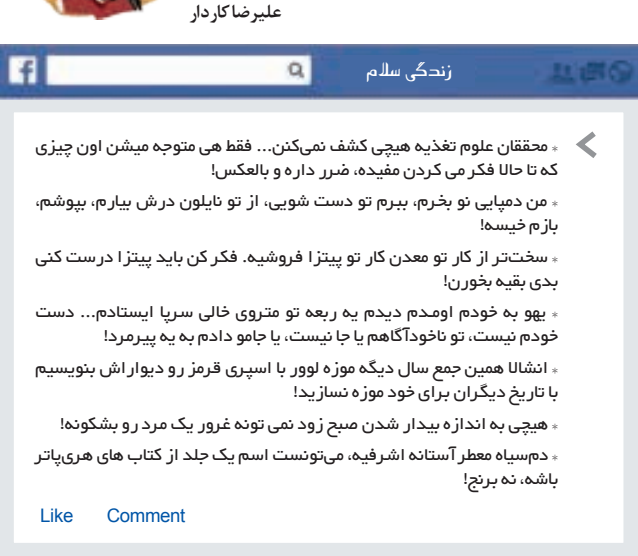 علیرضا کاردار
زندگی سلام
* محققان علوم تغذیه هیچی کشف نمی‌کنن... فقط هی متوجه میشن اون چیزی
که تا حالا فکر می کردن مفیده، ضرر داره و بالعکس!
* من دمپایی نو بخرم، ببرم تو دست شویی، از تو نایلون درش بیارم، بپوشم،
بازم خیسه!
* سخت‌تر از کار تو معدن کار تو پیتزا فروشیه. فکر کن باید پیتزا درست کنی
بدی بقیه بخورن!
* یهو به خودم اومدم دیدم یه ربعه تو متروی خالی سرپا ایستادم... دست
خودم نیست، تو ناخودآگاهم یا جا نیست، یا جامو دادم به یه پیرمرد!
* انشالا همین جمع سال دیگه موزه لوور با اسپری قرمز رو دیواراش بنویسیم
با تاریخ دیگران برای خود موزه نسازید!
* هیچی به اندازه بیدار شدن صبح زود نمی تونه غرور یک مرد رو بشکونه!
* دم‌سیاه معطر آستانه اشرفیه، می‌تونست اسم یک جلد از کتاب های هری‌پاتر
باشه، نه برنج!
Like Comment